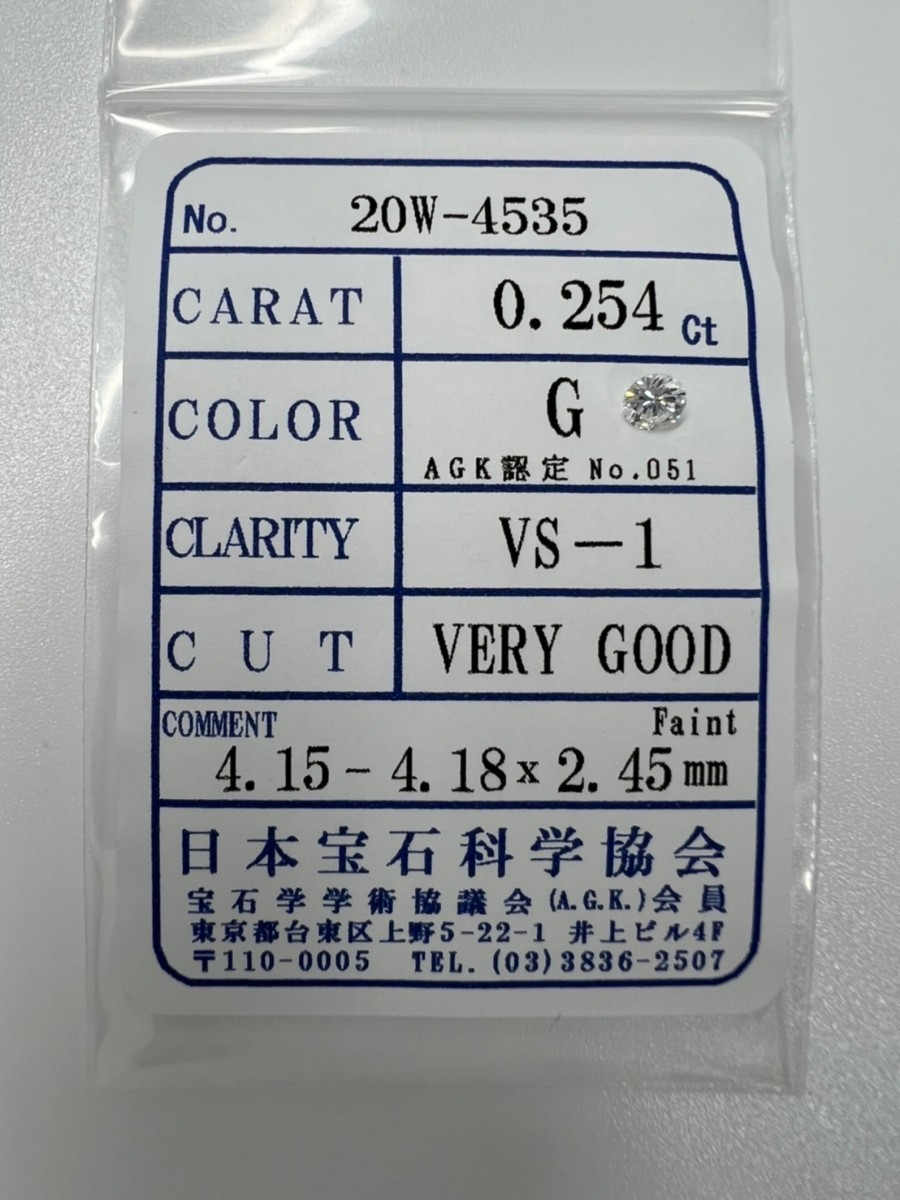 No. 20W-4535
CARAT 0.254 Ct
COLOR G
AGK認定 No.051
CLARITY VS-1
CUT VERY GOOD
COMMENT Faint
4.15-4.18x2.45mm
日本宝石科学協会
宝石学学術協議会(A.G.K.)会員
東京都台東区上野5-22-1 井上ビル4F
〒110-0005 TEL.(03)3836-2507